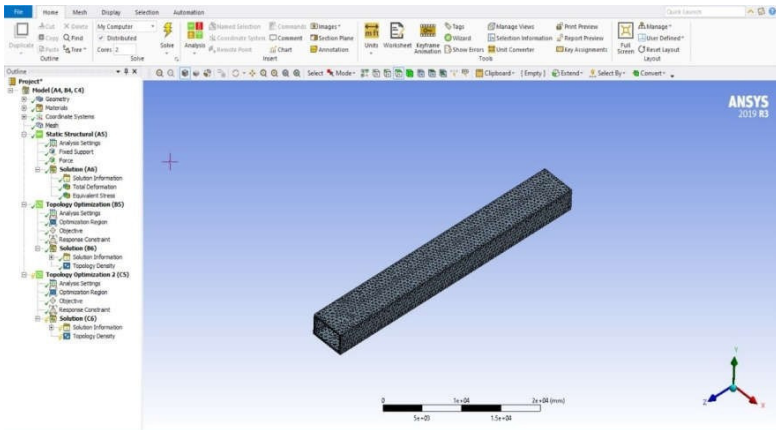 File Home Mesh Display Selection Automation Quick Launch
Duplicate Cut Delete My Computer Solve Analysis Named Selection Commands Images Units Worksheet Keyframe Animation Tags Manage Views Print Preview Full Screen Manage
Copy Find Distributed Coordinate System Comment Section Plane Wizard Selection Information Report Preview User Defined
Paste Tree Cores 2 Remote Point Chart Annotation Show Errors Unit Converter Key Assignments Reset Layout
Outline Solve Insert Tools Layout
Outline
Select Mode Clipboard [Empty] Extend Select By Convert
Project*
Model (A4, B4, C4)
Geometry
Materials
Coordinate Systems
Mesh
Static Structural (A5)
Analysis Settings
Fixed Support
Force
Solution (A6)
Solution Information
Total Deformation
Equivalent Stress
Topology Optimization (B5)
Analysis Settings
Optimization Region
Objective
Response Constraint
Solution (B6)
Solution Information
Topology Density
Topology Optimization 2 (C5)
Analysis Settings
Optimization Region
Objective
Response Constraint
Solution (C6)
Solution Information
Topology Density
ANSYS
2019 R3
0 1e+04 2e+04 (mm)
5e+03 1.5e+04
Y
Z X